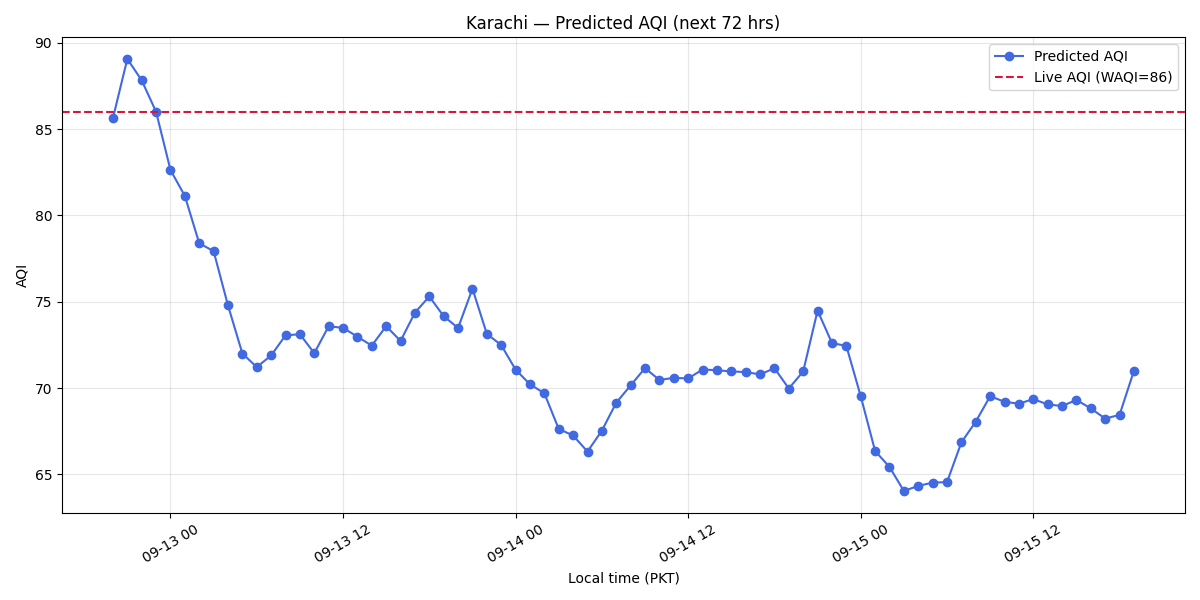 Karachi — Predicted AQI (next 72 hrs)
Predicted AQI
Live AQI (WAQI=86)
AQI
90
85
80
75
70
65
09-13 00
09-13 12
09-14 00
09-14 12
09-15 00
09-15 12
Local time (PKT)